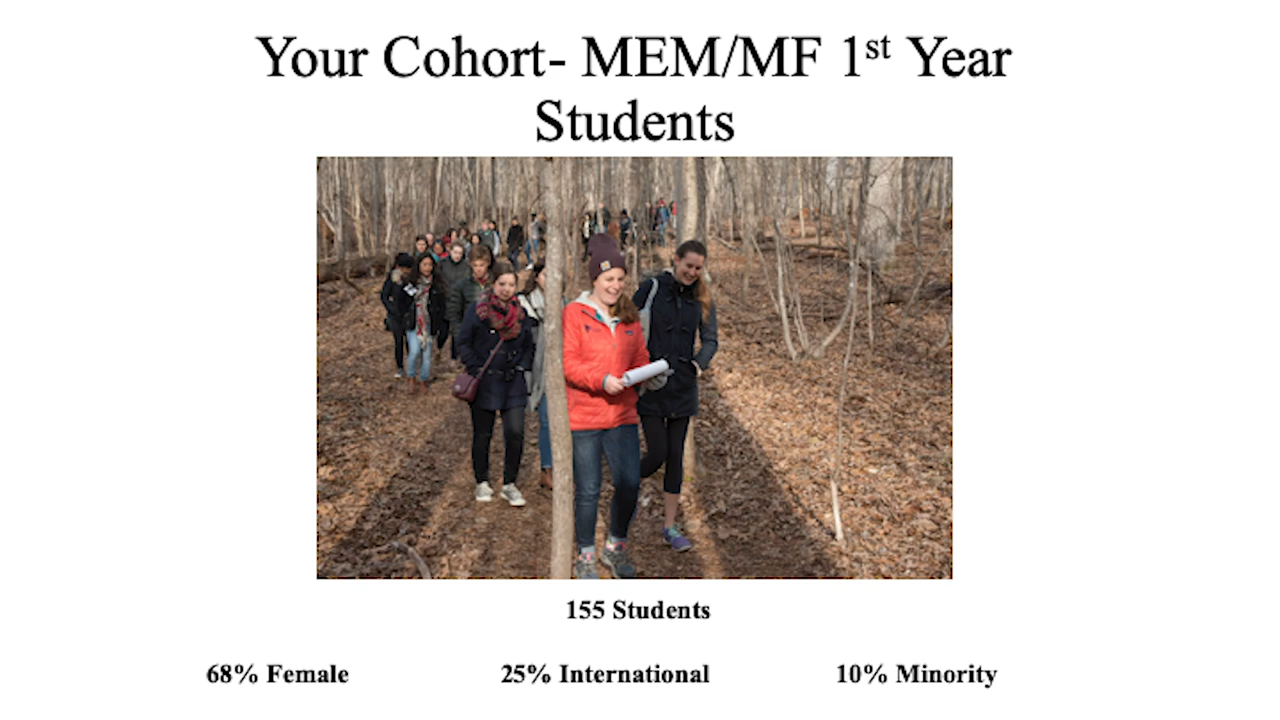 Your Cohort- MEM/MF 1st Year
Students
155 Students
68% Female 25% International 10% Minority